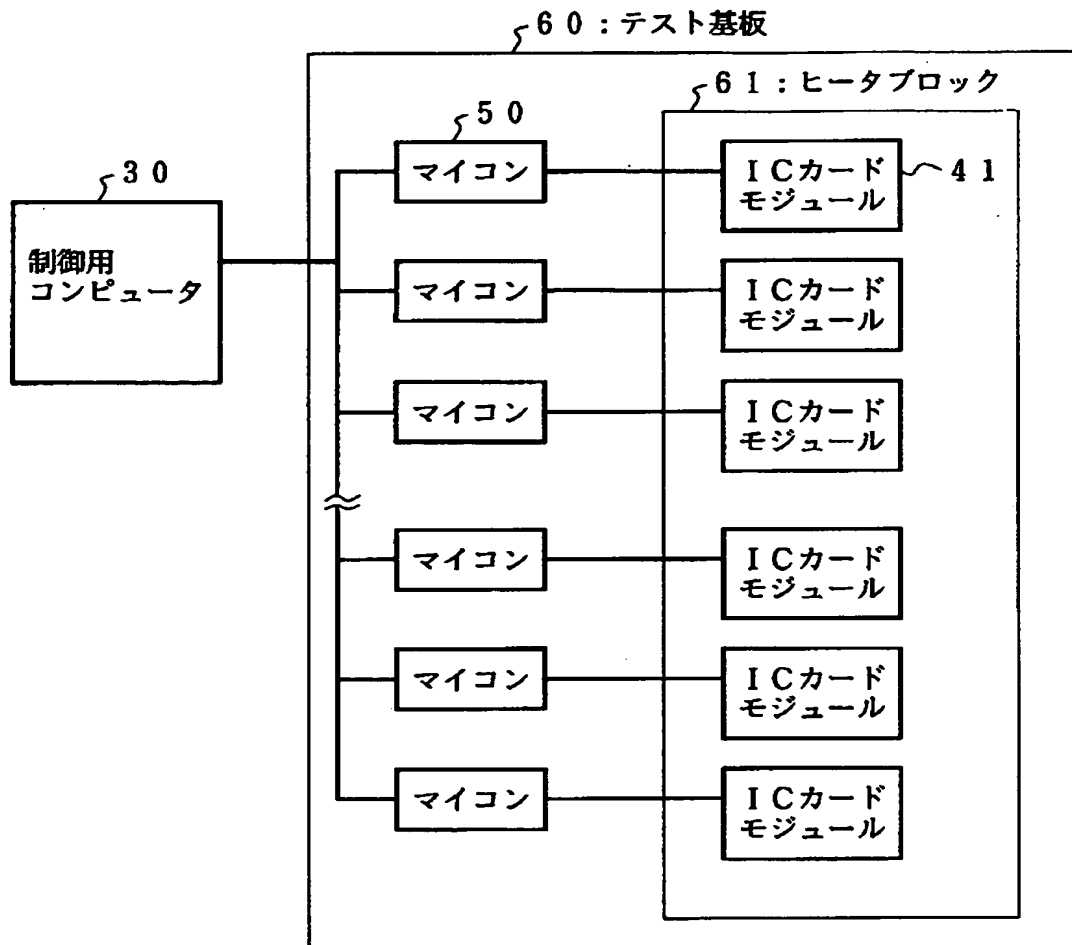 ６０：テスト基板
６１：ヒータブロック
５０
３０
４１
制御用
コンピュータ
マイコン
ＩＣカード
モジュール
マイコン
ＩＣカード
モジュール
マイコン
ＩＣカード
モジュール
マイコン
ＩＣカード
モジュール
マイコン
ＩＣカード
モジュール
マイコン
ＩＣカード
モジュール